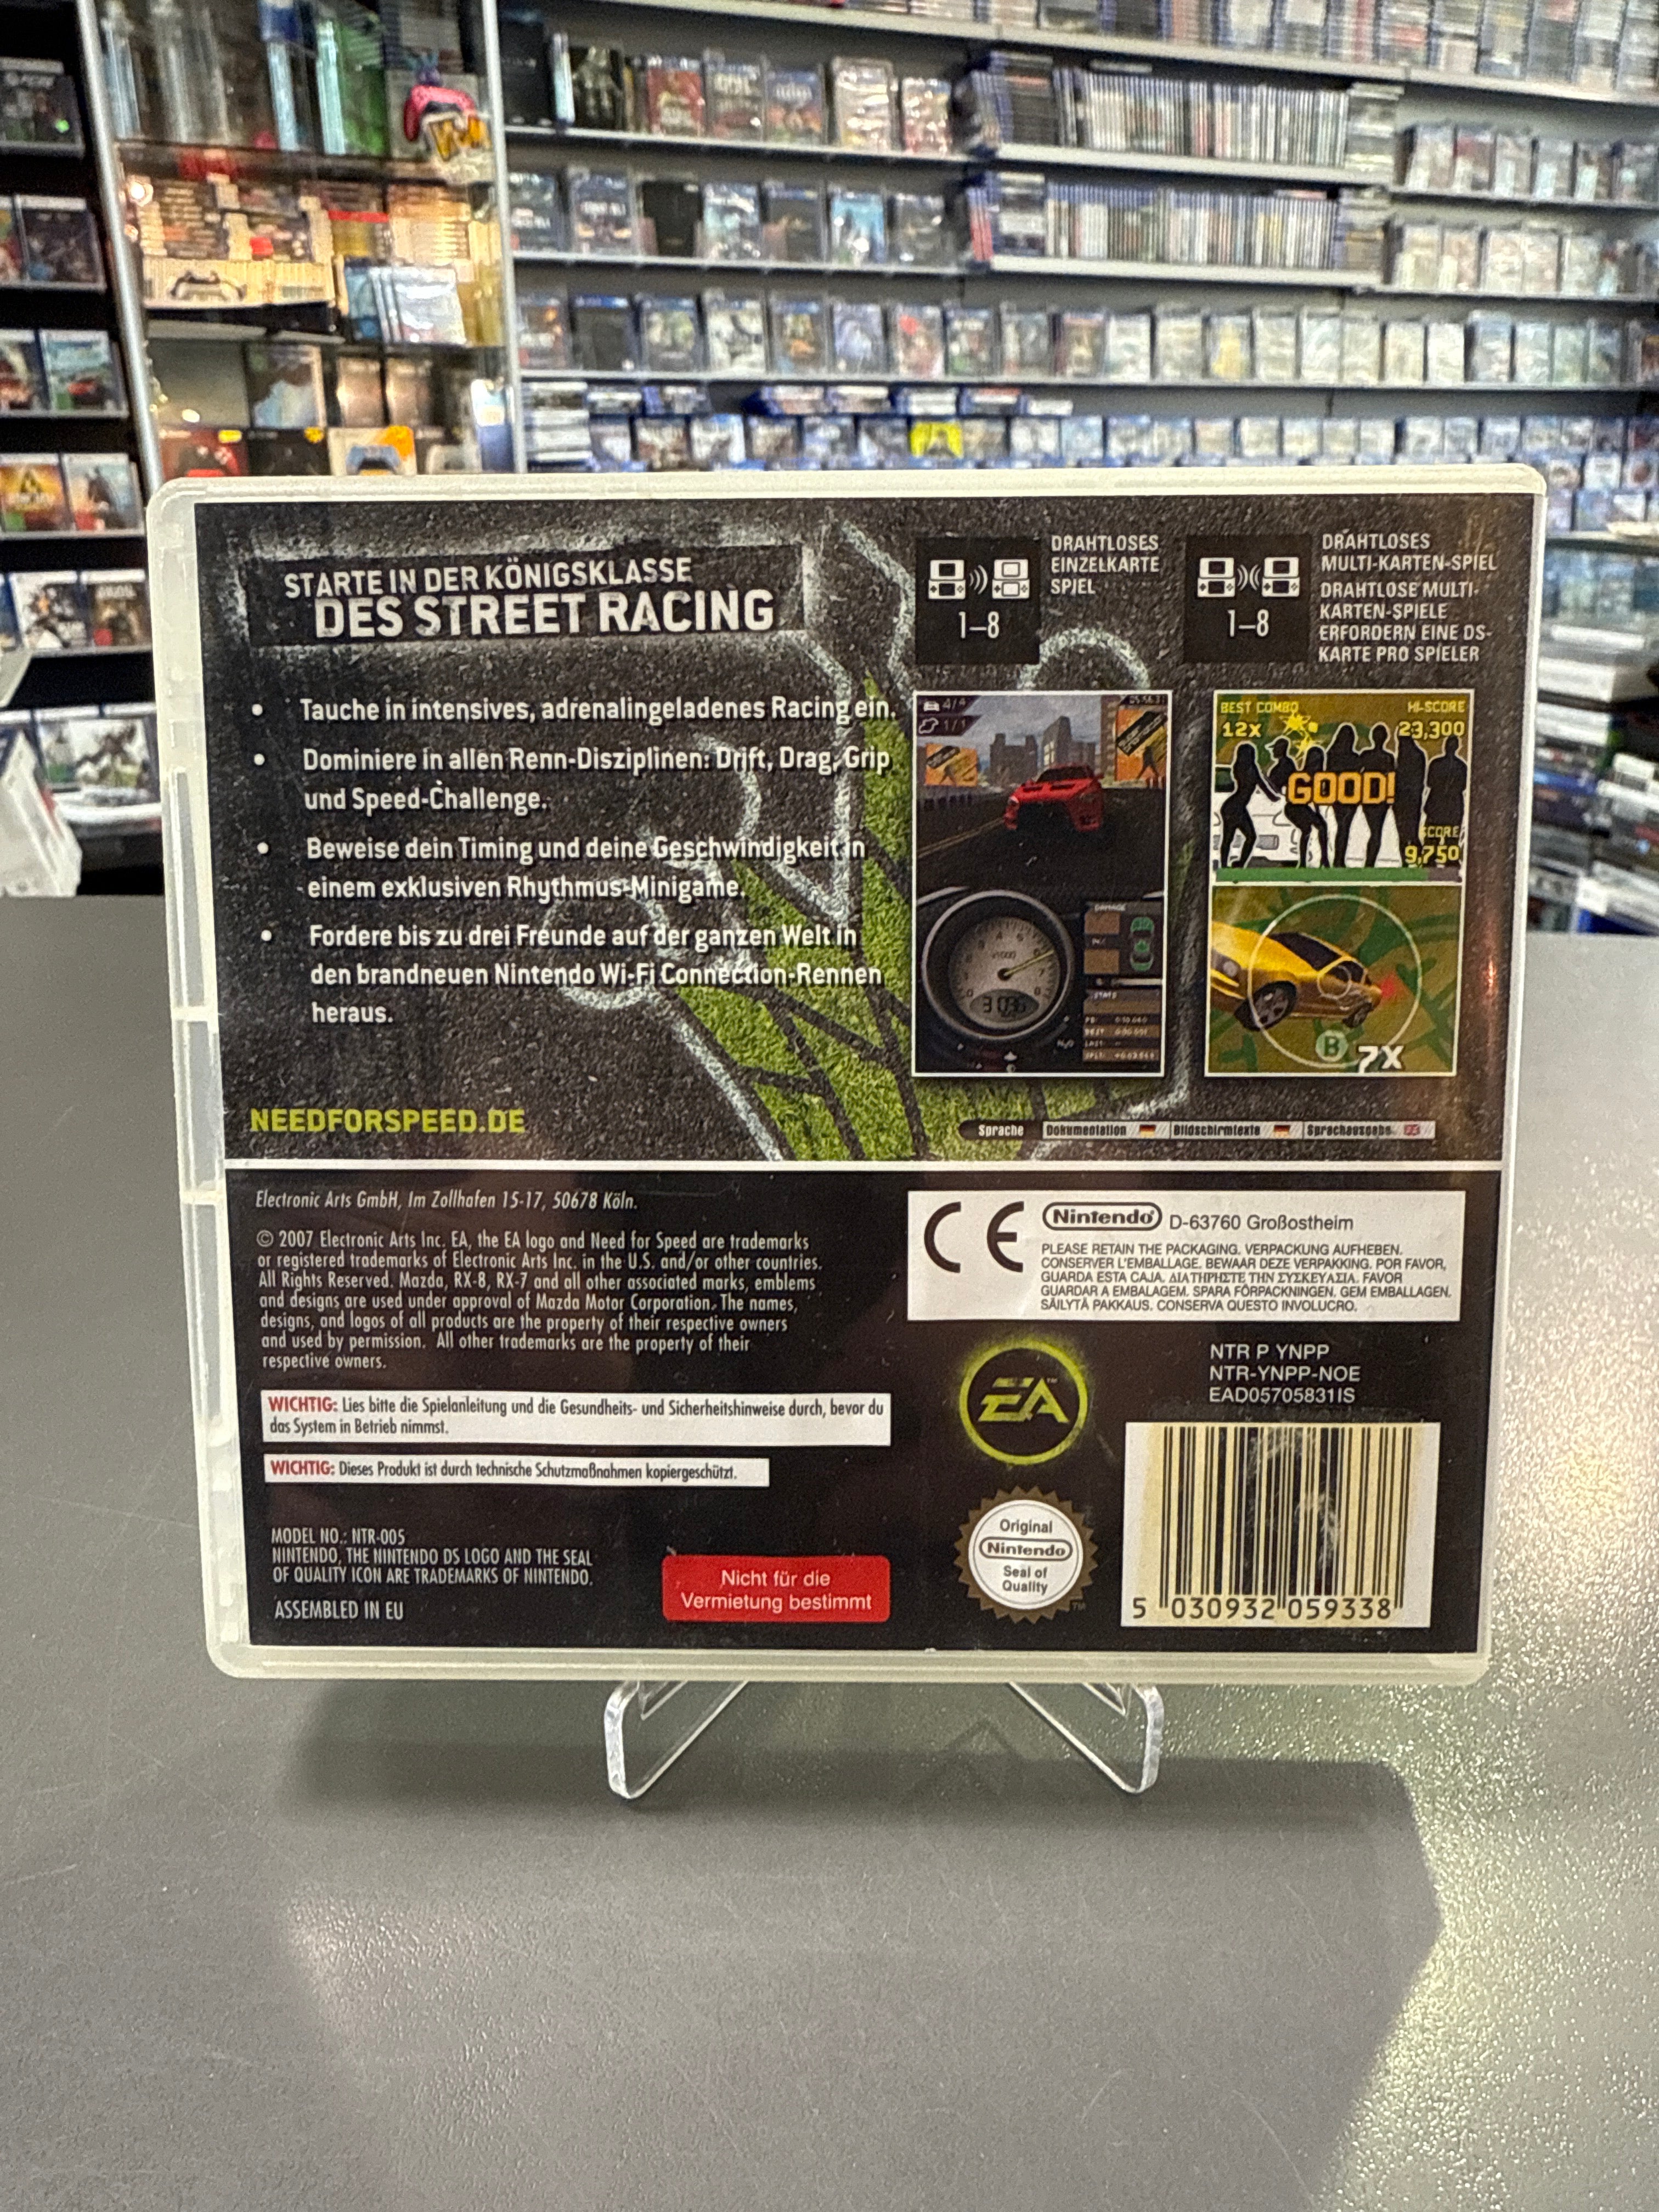 STARTE IN DER KÖNIGSKLASSE
DES STREET RACING
• Tauche in intensives, adrenalingeladenes Racing ein.
• Dominiere in allen Renn-Disziplinen: Drift, Drag, Grip
und Speed-Challenge.
• Beweise dein Timing und deine Geschwindigkeit in
einem exklusiven Rhythmus-Minigame.
• Fordere bis zu drei Freunde auf der ganzen Welt in
den brandneuen Nintendo Wi-Fi Connection-Rennen
heraus.
NEEDFORSPEED.DE
1–8
DRAHTLOSES
EINZELKARTE
SPIEL
1–8
DRAHTLOSES
MULTI-KARTEN-SPIEL
DRAHTLOSE MULTI-
KARTEN-SPIELE
ERFORDERN EINE DS-
KARTE PRO SPIELER
4/4
1/1
DAMAGE
BEST COMBO
12X
HI-SCORE
23,300
GOOD!
SCORE
9,750
B 7X
Sprache Dokumentation Bildschirmtexte Sprachausgabe
Electronic Arts GmbH, Im Zollhafen 15-17, 50678 Köln.
© 2007 Electronic Arts Inc. EA, the EA logo and Need for Speed are trademarks
or registered trademarks of Electronic Arts Inc. in the U.S. and/or other countries.
All Rights Reserved. Mazda, RX-8, RX-7 and all other associated marks, emblems
and designs are used under approval of Mazda Motor Corporation. The names,
designs, and logos of all products are the property of their respective owners
and used by permission. All other trademarks are the property of their
respective owners.
WICHTIG: Lies bitte die Spielanleitung und die Gesundheits- und Sicherheitshinweise durch, bevor du
das System in Betrieb nimmst.
WICHTIG: Dieses Produkt ist durch technische Schutzmaßnahmen kopiergeschützt.
MODEL NO.: NTR-005
NINTENDO, THE NINTENDO DS LOGO AND THE SEAL
OF QUALITY ICON ARE TRADEMARKS OF NINTENDO.
ASSEMBLED IN EU
Nicht für die
Vermietung bestimmt
CE
Nintendo D-63760 Großostheim
PLEASE RETAIN THE PACKAGING. VERPACKUNG AUFHEBEN.
CONSERVER L'EMBALLAGE. BEWAAR DEZE VERPAKKING. POR FAVOR,
GUARDA ESTA CAJA. ΔΙΑΤΗΡΗΣΤΕ ΤΗΝ ΣΥΣΚΕΥΑΣΙΑ. FAVOR
GUARDAR A EMBALAGEM. SPARA FÖRPACKNINGEN. GEM EMBALLAGEN.
SÄILYTÄ PAKKAUS. CONSERVA QUESTO INVOLUCRO.
EA™
NTR P YNPP
NTR-YNPP-NOE
EAD05705831IS
Original
Nintendo
Seal of
Quality
TM
5 030932 059338